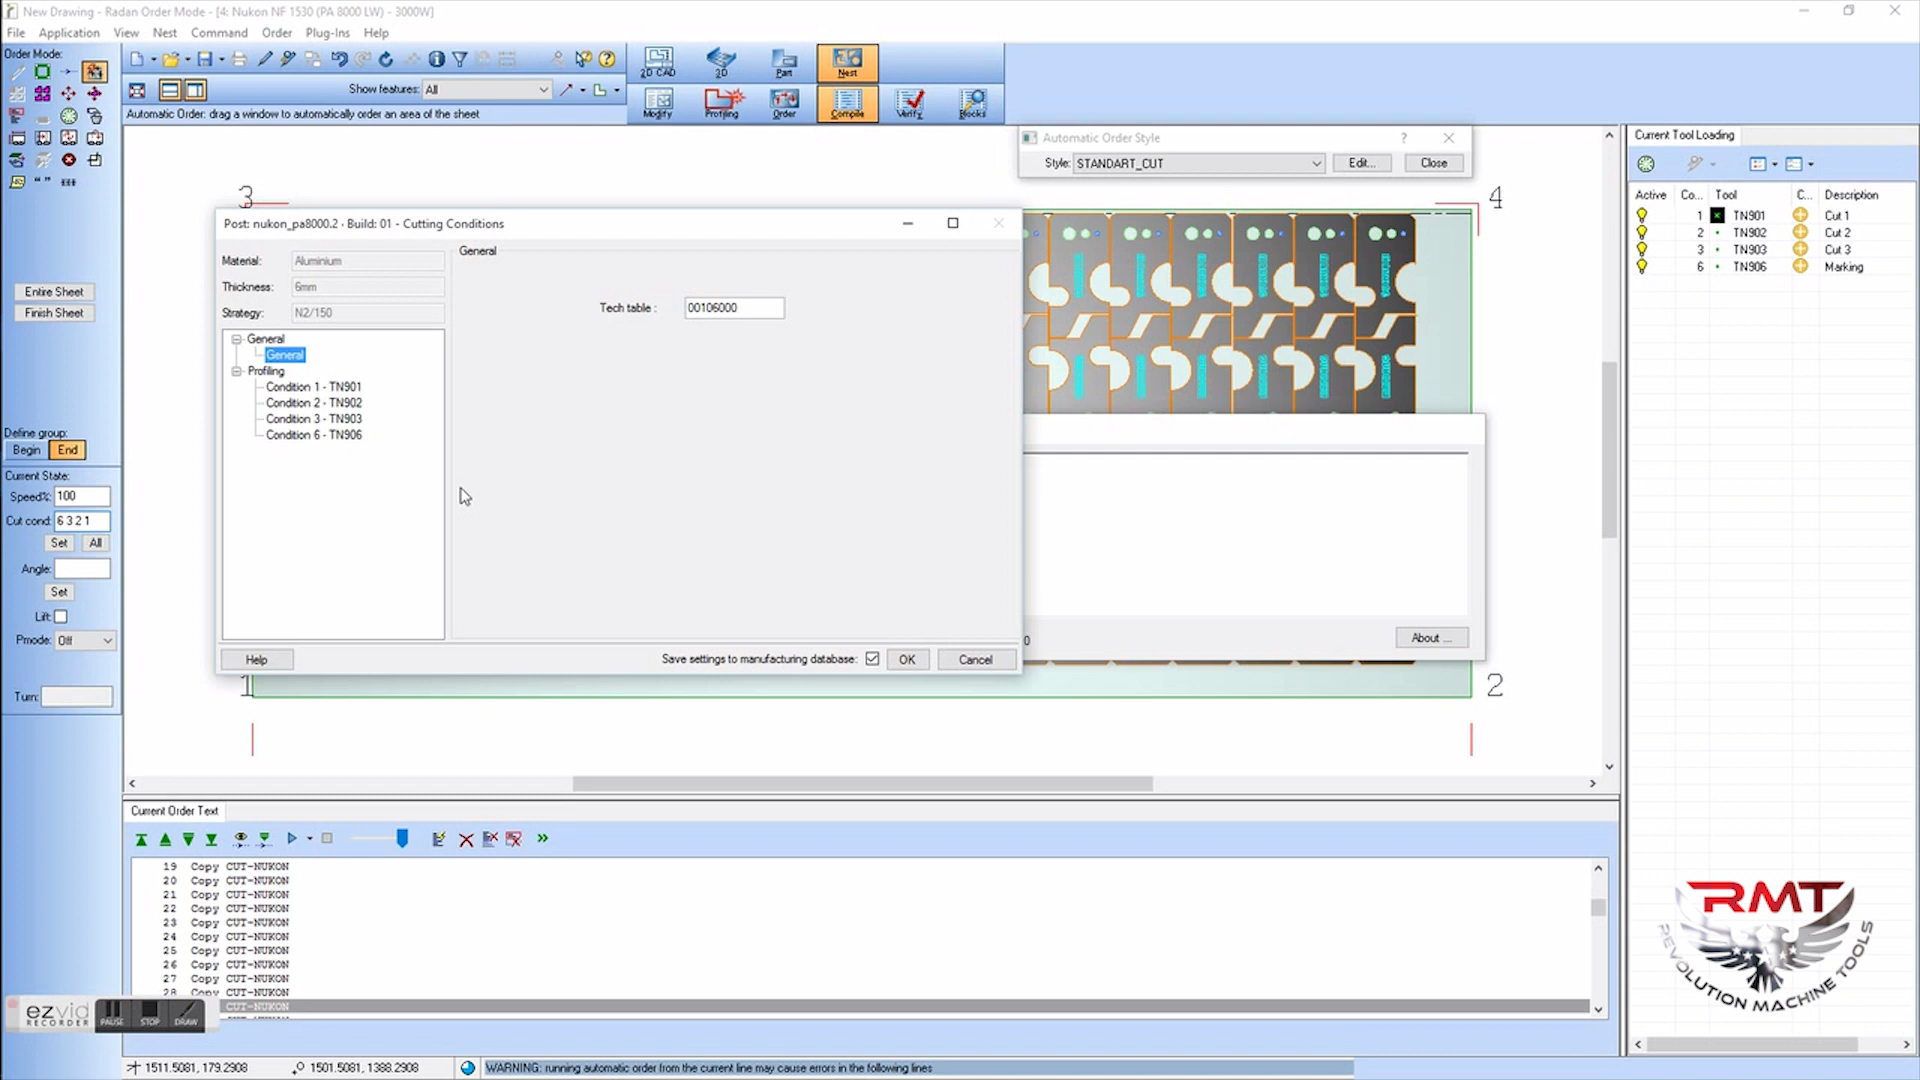 New Drawing - Radan Order Mode - [4: Nukon NF 1530 (PA 8000 LW) - 3000W]
File Application View Nest Command Order Plug-Ins Help
Order Mode:
2D CAD 3D Part Nest
Show features: All
Modify Profiling Order Compile Verify Blocks
Automatic Order: drag a window to automatically order an area of the sheet
Entire Sheet
Finish Sheet
Define group:
Begin End
Current State:
Speed%: 100
Cut cond: 6 3 2 1
Set All
Angle:
Set
Lift:
Pmode: Off
Turn:
Automatic Order Style ?
Style: STANDART_CUT Edit... Close
3
4
1
2
Post: nukon_pa8000.2 - Build: 01 - Cutting Conditions
Material: Aluminium
Thickness: 6mm
Strategy: N2/150
General
General
Profiling
Condition 1 - TN901
Condition 2 - TN902
Condition 3 - TN903
Condition 6 - TN906
General
Tech table : 00106000
Help Save settings to manufacturing database: OK Cancel
0
About ...
Current Tool Loading
Active Co... Tool C... Description
1 TN901 Cut 1
2 TN902 Cut 2
3 TN903 Cut 3
6 TN906 Marking
Current Order Text
19 Copy CUT-NUKON
20 Copy CUT-NUKON
21 Copy CUT-NUKON
22 Copy CUT-NUKON
23 Copy CUT-NUKON
24 Copy CUT-NUKON
25 Copy CUT-NUKON
26 Copy CUT-NUKON
27 Copy CUT-NUKON
28 Copy CUT-NUKON
CUT-NUKON
ezvid
RECORDER
PAUSE STOP DRAW
1511.5081, 179.2908 1501.5081, 1388.2908 WARNING: running automatic order from the current line may cause errors in the following lines
RMT
REVOLUTION MACHINE TOOLS